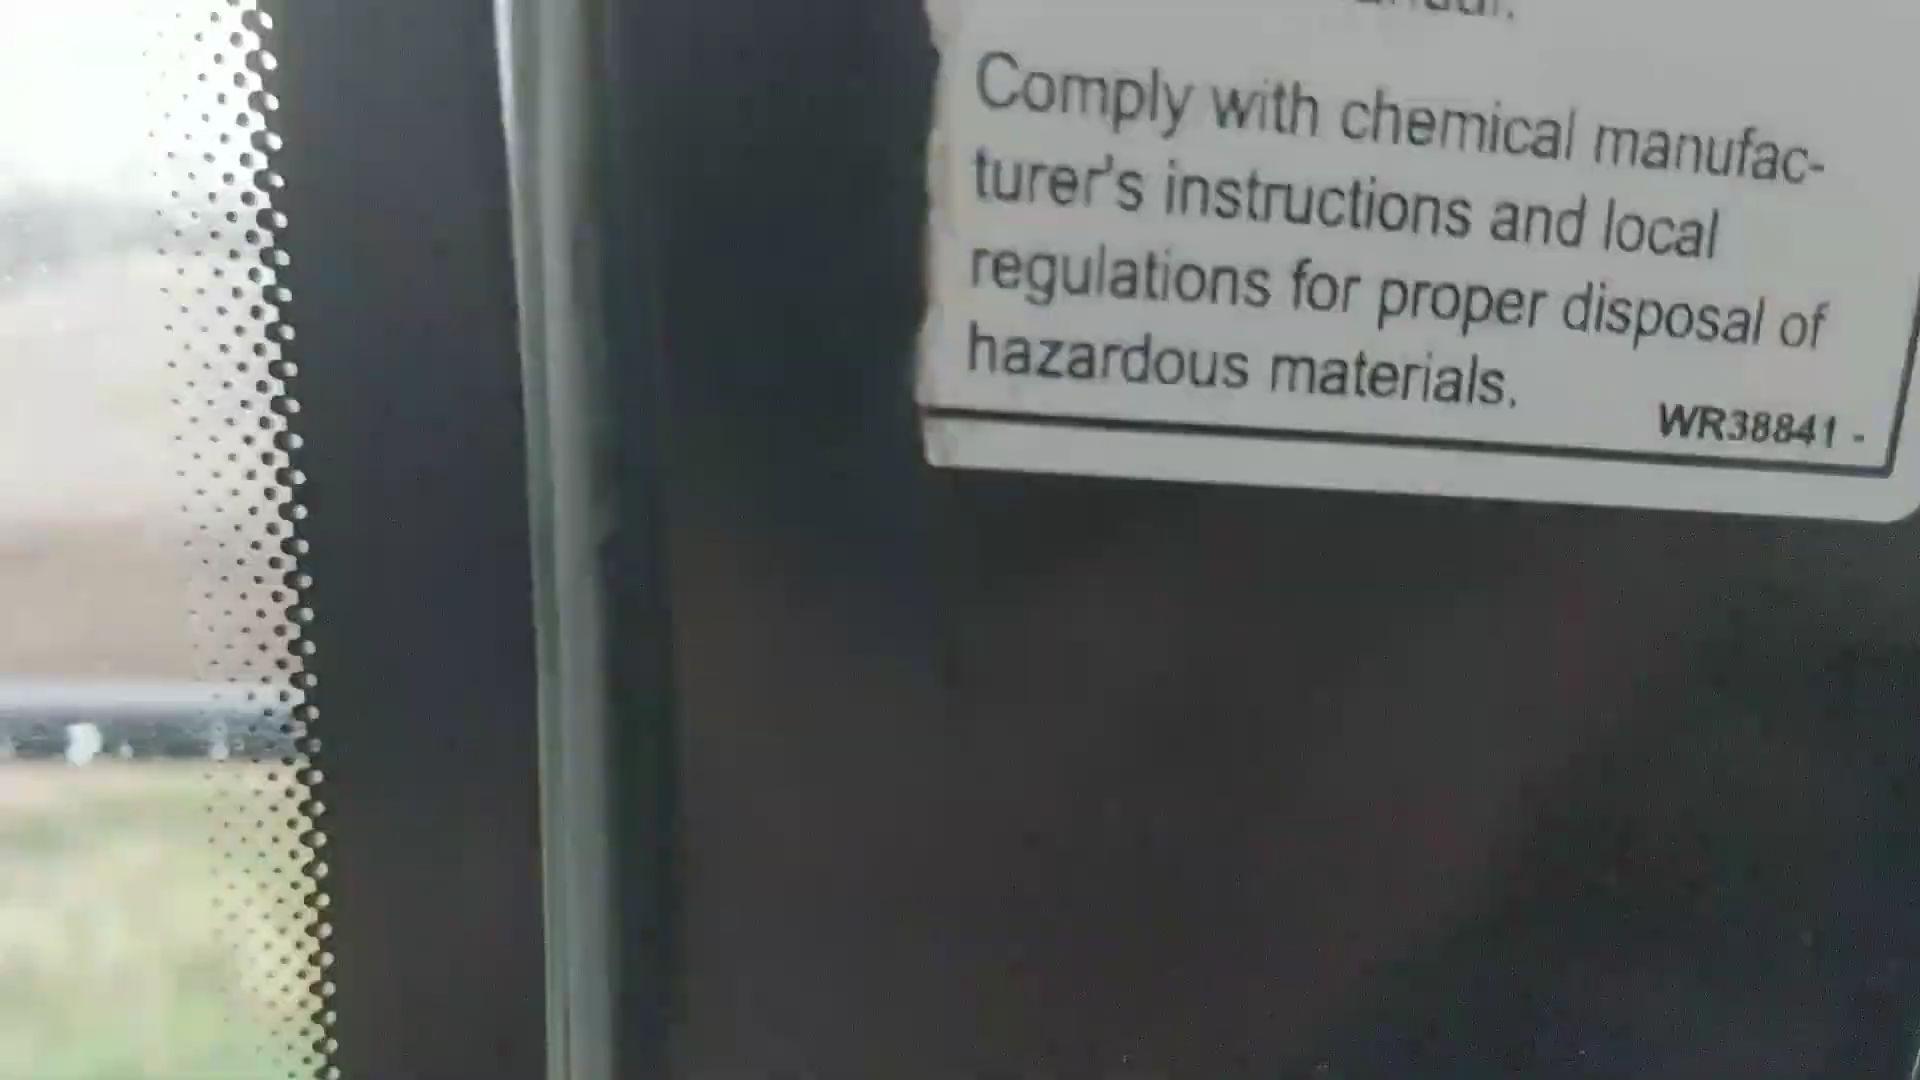 Comply with chemical manufac-
turer's instructions and local
regulations for proper disposal of
hazardous materials.
WR38841 -